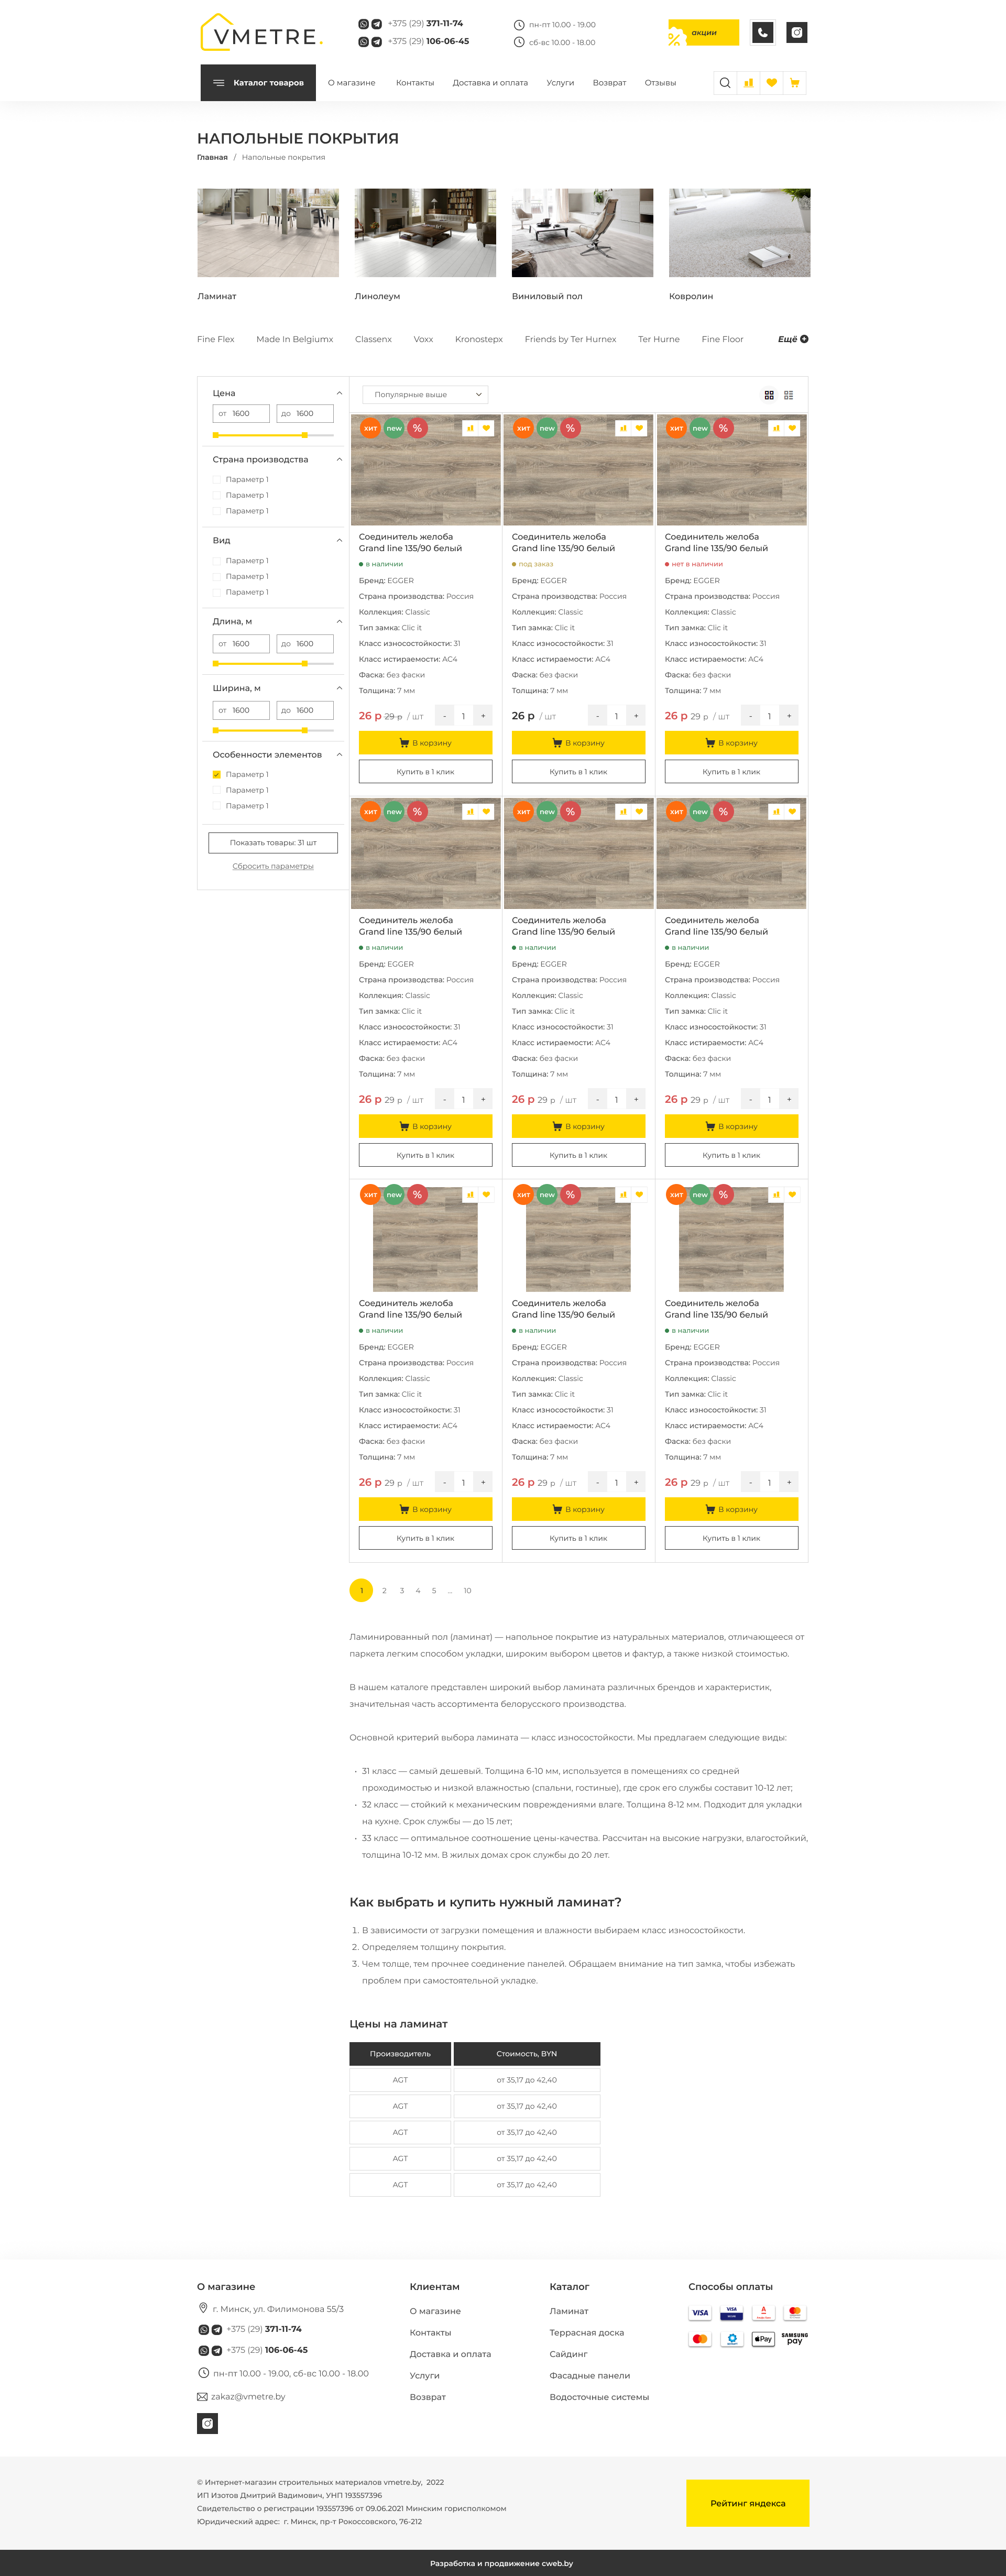 VMETRE.
+375 (29) 371-11-74
+375 (29) 106-06-45
пн-пт 10.00 - 19.00
сб-вс 10.00 - 18.00
акции
Каталог товаров
О магазине
Контакты
Доставка и оплата
Услуги
Возврат
Отзывы
НАПОЛЬНЫЕ ПОКРЫТИЯ
Главная / Напольные покрытия
Ламинат
Линолеум
Виниловый пол
Ковролин
Fine Flex
Made In Belgiumx
Classenx
Voxx
Kronostepx
Friends by Ter Hurnex
Ter Hurne
Fine Floor
Ещё
Цена
от 1600
до 1600
Страна производства
Параметр 1
Параметр 1
Параметр 1
Вид
Параметр 1
Параметр 1
Параметр 1
Длина, м
от 1600
до 1600
Ширина, м
от 1600
до 1600
Особенности элементов
Параметр 1
Параметр 1
Параметр 1
Показать товары: 31 шт
Сбросить параметры
Популярные выше
хит new %
Соединитель желоба
Grand line 135/90 белый
в наличии
Бренд: EGGER
Страна производства: Россия
Коллекция: Classic
Тип замка: Clic it
Класс износостойкости: 31
Класс истираемости: АС4
Фаска: без фаски
Толщина: 7 мм
26 р 29 р / шт - 1 +
В корзину
Купить в 1 клик
хит new %
Соединитель желоба
Grand line 135/90 белый
под заказ
Бренд: EGGER
Страна производства: Россия
Коллекция: Classic
Тип замка: Clic it
Класс износостойкости: 31
Класс истираемости: АС4
Фаска: без фаски
Толщина: 7 мм
26 р / шт - 1 +
В корзину
Купить в 1 клик
хит new %
Соединитель желоба
Grand line 135/90 белый
нет в наличии
Бренд: EGGER
Страна производства: Россия
Коллекция: Classic
Тип замка: Clic it
Класс износостойкости: 31
Класс истираемости: АС4
Фаска: без фаски
Толщина: 7 мм
26 р 29 р / шт - 1 +
В корзину
Купить в 1 клик
хит new %
Соединитель желоба
Grand line 135/90 белый
в наличии
Бренд: EGGER
Страна производства: Россия
Коллекция: Classic
Тип замка: Clic it
Класс износостойкости: 31
Класс истираемости: АС4
Фаска: без фаски
Толщина: 7 мм
26 р 29 р / шт - 1 +
В корзину
Купить в 1 клик
хит new %
Соединитель желоба
Grand line 135/90 белый
в наличии
Бренд: EGGER
Страна производства: Россия
Коллекция: Classic
Тип замка: Clic it
Класс износостойкости: 31
Класс истираемости: АС4
Фаска: без фаски
Толщина: 7 мм
26 р 29 р / шт - 1 +
В корзину
Купить в 1 клик
хит new %
Соединитель желоба
Grand line 135/90 белый
в наличии
Бренд: EGGER
Страна производства: Россия
Коллекция: Classic
Тип замка: Clic it
Класс износостойкости: 31
Класс истираемости: АС4
Фаска: без фаски
Толщина: 7 мм
26 р 29 р / шт - 1 +
В корзину
Купить в 1 клик
хит new %
Соединитель желоба
Grand line 135/90 белый
в наличии
Бренд: EGGER
Страна производства: Россия
Коллекция: Classic
Тип замка: Clic it
Класс износостойкости: 31
Класс истираемости: АС4
Фаска: без фаски
Толщина: 7 мм
26 р 29 р / шт - 1 +
В корзину
Купить в 1 клик
хит new %
Соединитель желоба
Grand line 135/90 белый
в наличии
Бренд: EGGER
Страна производства: Россия
Коллекция: Classic
Тип замка: Clic it
Класс износостойкости: 31
Класс истираемости: АС4
Фаска: без фаски
Толщина: 7 мм
26 р 29 р / шт - 1 +
В корзину
Купить в 1 клик
хит new %
Соединитель желоба
Grand line 135/90 белый
в наличии
Бренд: EGGER
Страна производства: Россия
Коллекция: Classic
Тип замка: Clic it
Класс износостойкости: 31
Класс истираемости: АС4
Фаска: без фаски
Толщина: 7 мм
26 р 29 р / шт - 1 +
В корзину
Купить в 1 клик
1 2 3 4 5 ... 10
Ламинированный пол (ламинат) — напольное покрытие из натуральных материалов, отличающееся от
паркета легким способом укладки, широким выбором цветов и фактур, а также низкой стоимостью.
В нашем каталоге представлен широкий выбор ламината различных брендов и характеристик,
значительная часть ассортимента белорусского производства.
Основной критерий выбора ламината — класс износостойкости. Мы предлагаем следующие виды:
• 31 класс — самый дешевый. Толщина 6-10 мм, используется в помещениях со средней
проходимостью и низкой влажностью (спальни, гостиные), где срок его службы составит 10-12 лет;
• 32 класс — стойкий к механическим повреждениями влаге. Толщина 8-12 мм. Подходит для укладки
на кухне. Срок службы — до 15 лет;
• 33 класс — оптимальное соотношение цены-качества. Рассчитан на высокие нагрузки, влагостойкий,
толщина 10-12 мм. В жилых домах срок службы до 20 лет.
Как выбрать и купить нужный ламинат?
1. В зависимости от загрузки помещения и влажности выбираем класс износостойкости.
2. Определяем толщину покрытия.
3. Чем толще, тем прочнее соединение панелей. Обращаем внимание на тип замка, чтобы избежать
проблем при самостоятельной укладке.
Цены на ламинат
Производитель Стоимость, BYN
AGT от 35,17 до 42,40
AGT от 35,17 до 42,40
AGT от 35,17 до 42,40
AGT от 35,17 до 42,40
AGT от 35,17 до 42,40
О магазине
г. Минск, ул. Филимонова 55/3
+375 (29) 371-11-74
+375 (29) 106-06-45
пн-пт 10.00 - 19.00, сб-вс 10.00 - 18.00
zakaz@vmetre.by
Клиентам
О магазине
Контакты
Доставка и оплата
Услуги
Возврат
Каталог
Ламинат
Террасная доска
Сайдинг
Фасадные панели
Водосточные системы
Способы оплаты
VISA
VISA
Pay
SAMSUNG
pay
© Интернет-магазин строительных материалов vmetre.by, 2022
ИП Изотов Дмитрий Вадимович, УНП 193557396
Свидетельство о регистрации 193557396 от 09.06.2021 Минским горисполкомом
Юридический адрес: г. Минск, пр-т Рокоссовского, 76-212
Рейтинг яндекса
Разработка и продвижение cweb.by